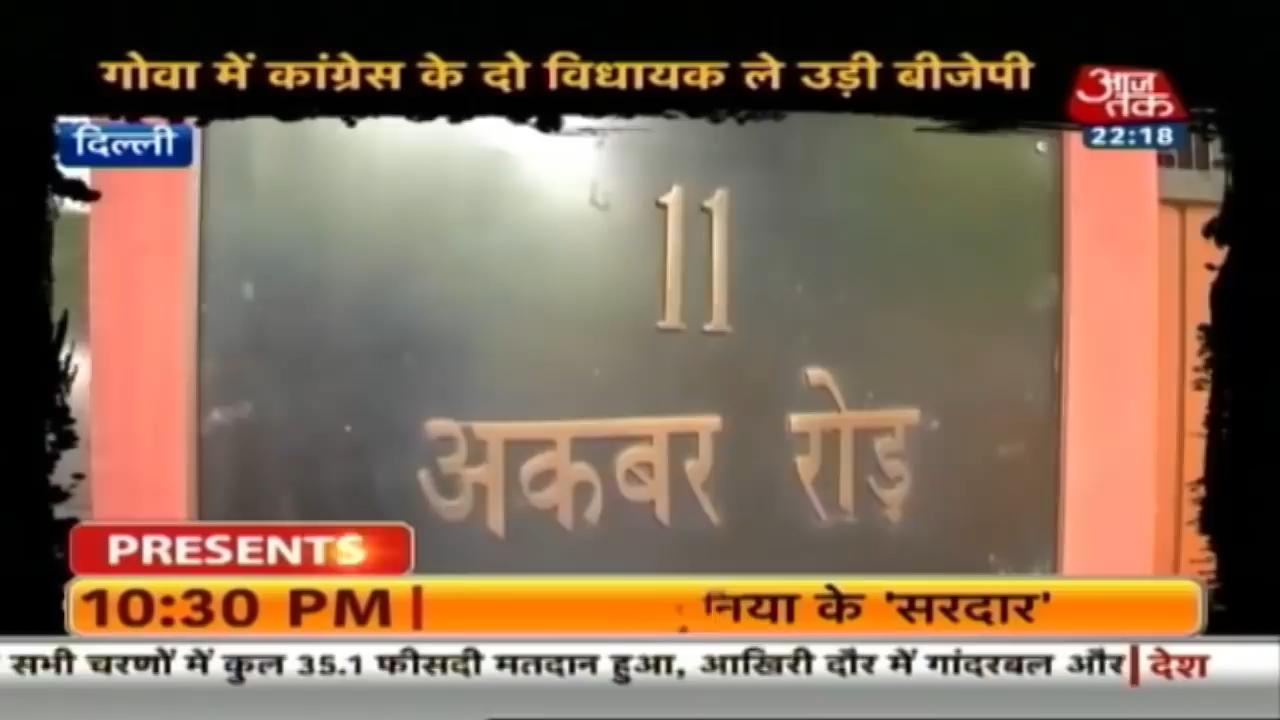 गोवा में कांग्रेस के दो विधायक ले उड़ी बीजेपी
आज
तक
दिल्ली
22:18
11
अकबर रोड़
PRESENTS
10:30 PM
के 'सरदार'
सभी चरणों में कुल 35.1 फीसदी मतदान हुआ, आखिरी दौर में गांदरबल और
देश